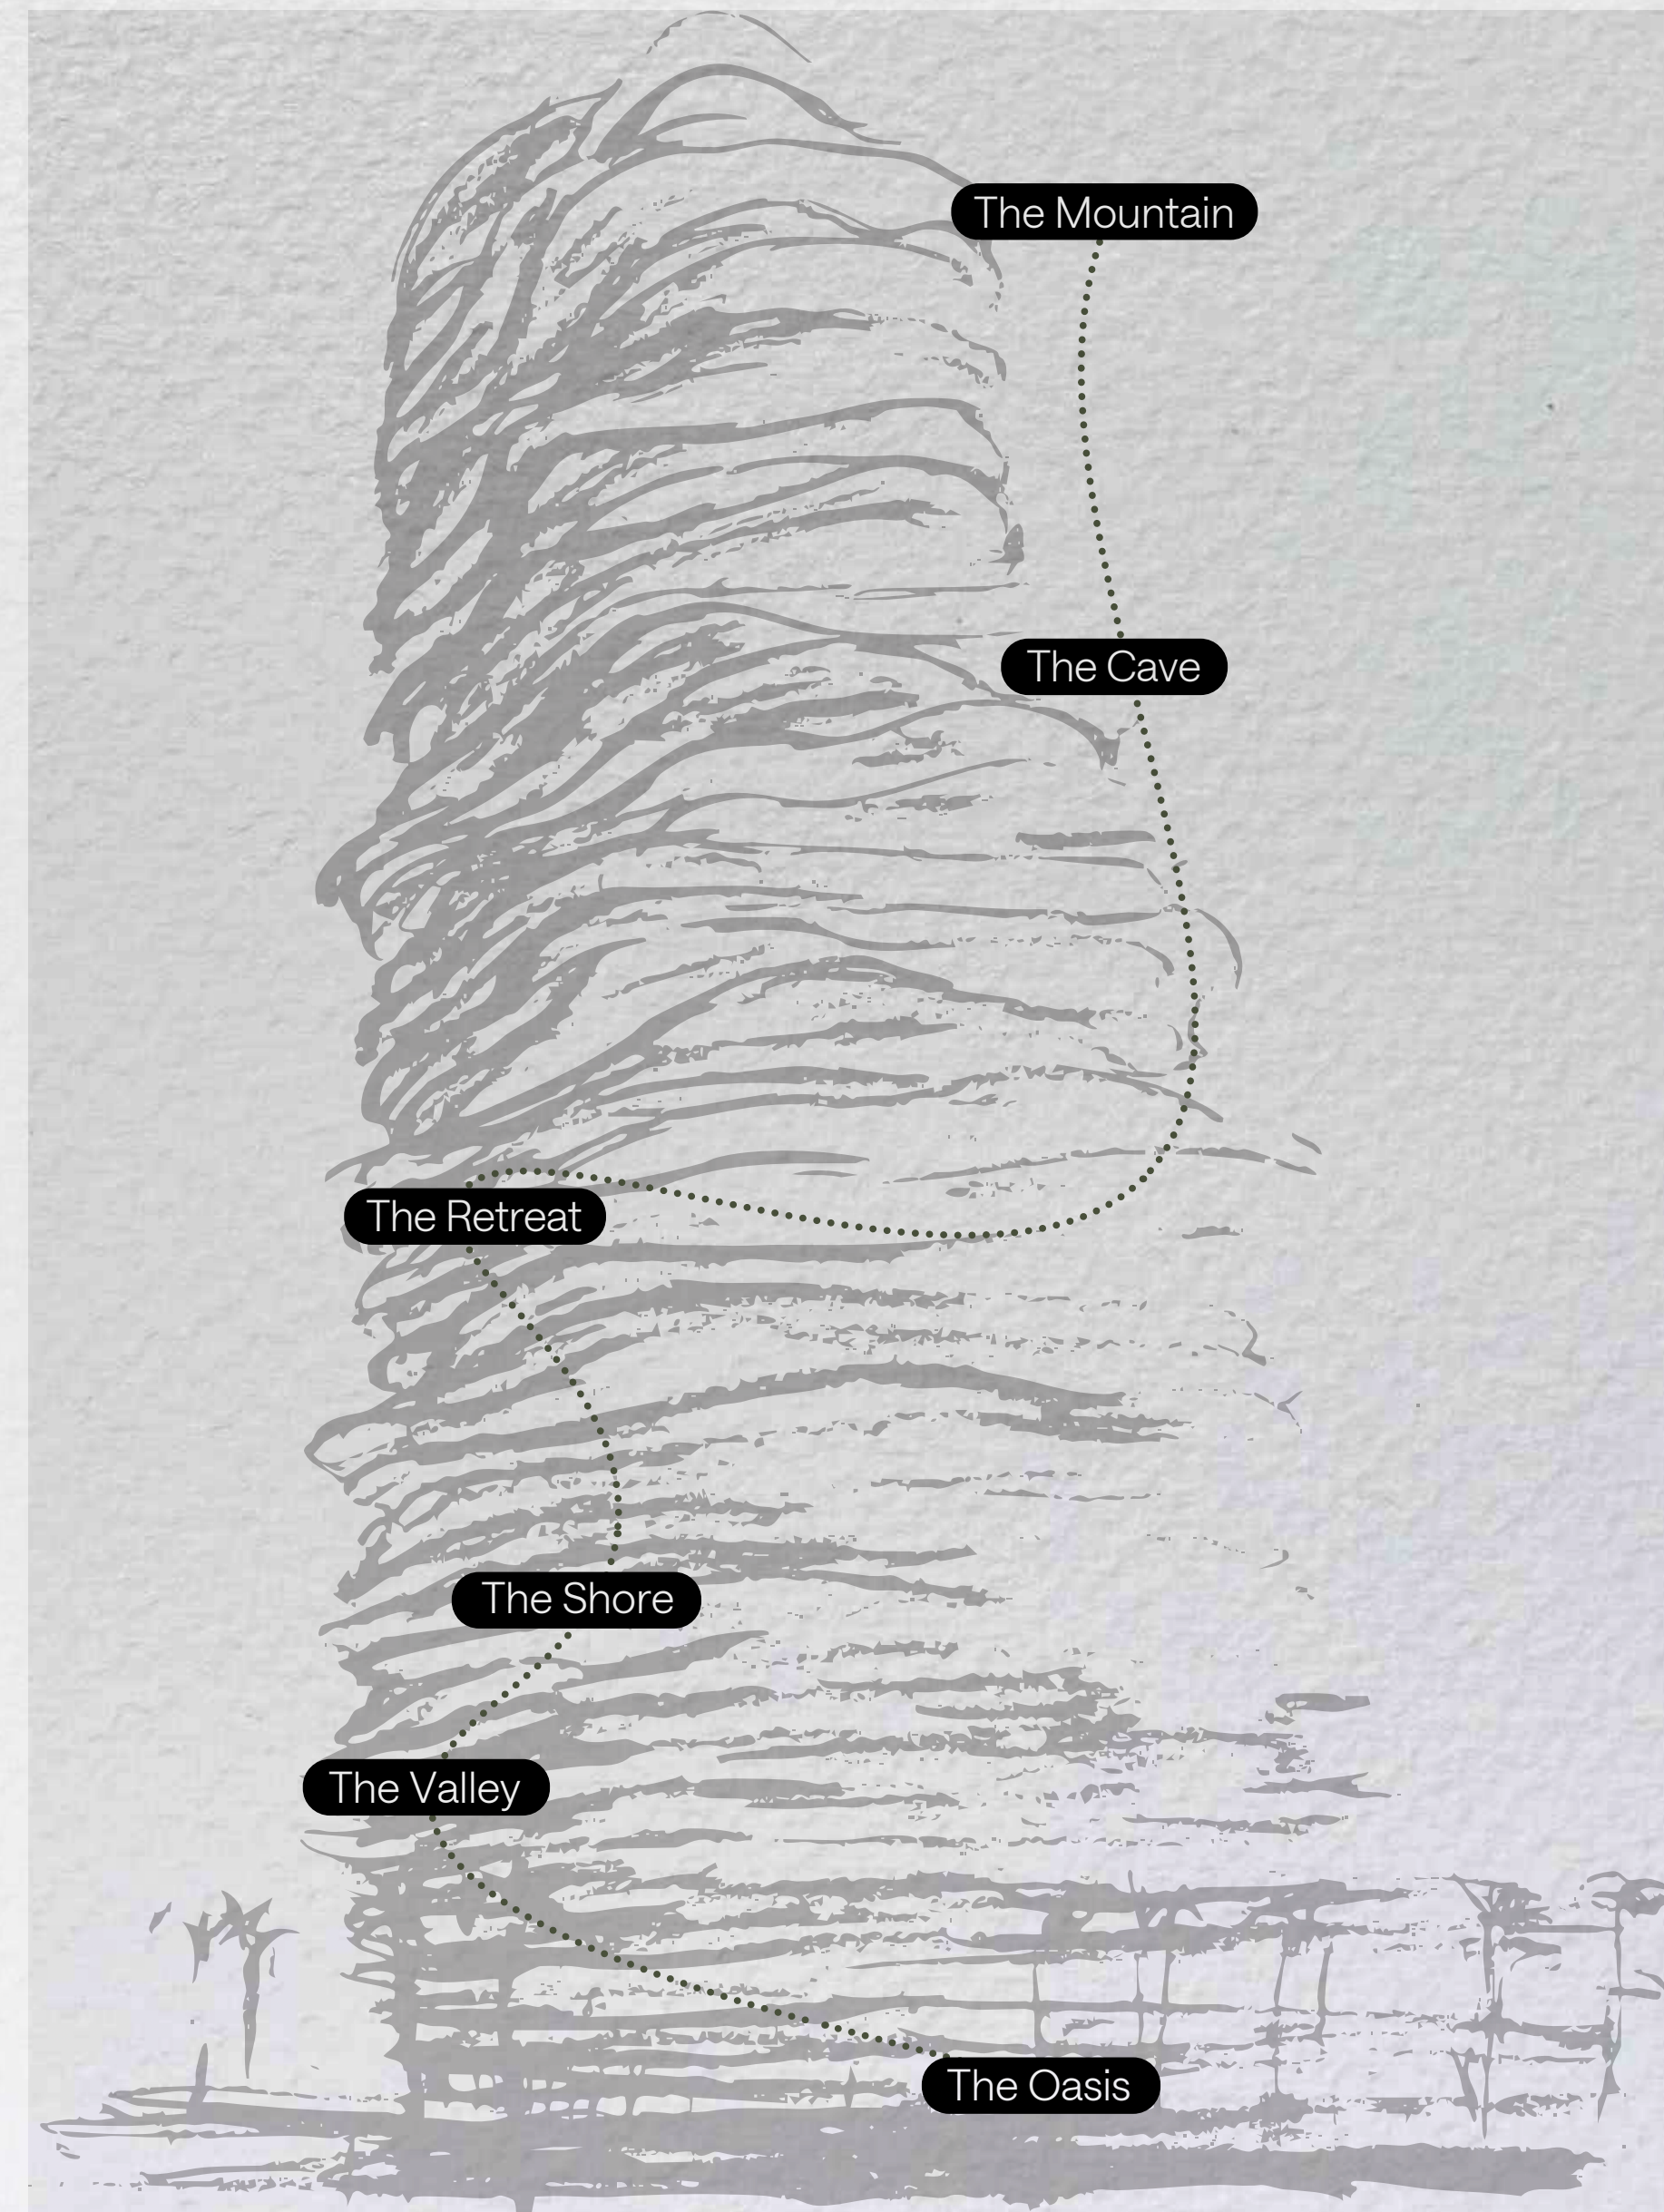 The Mountain
The Cave
The Retreat
The Shore
The Valley
The Oasis